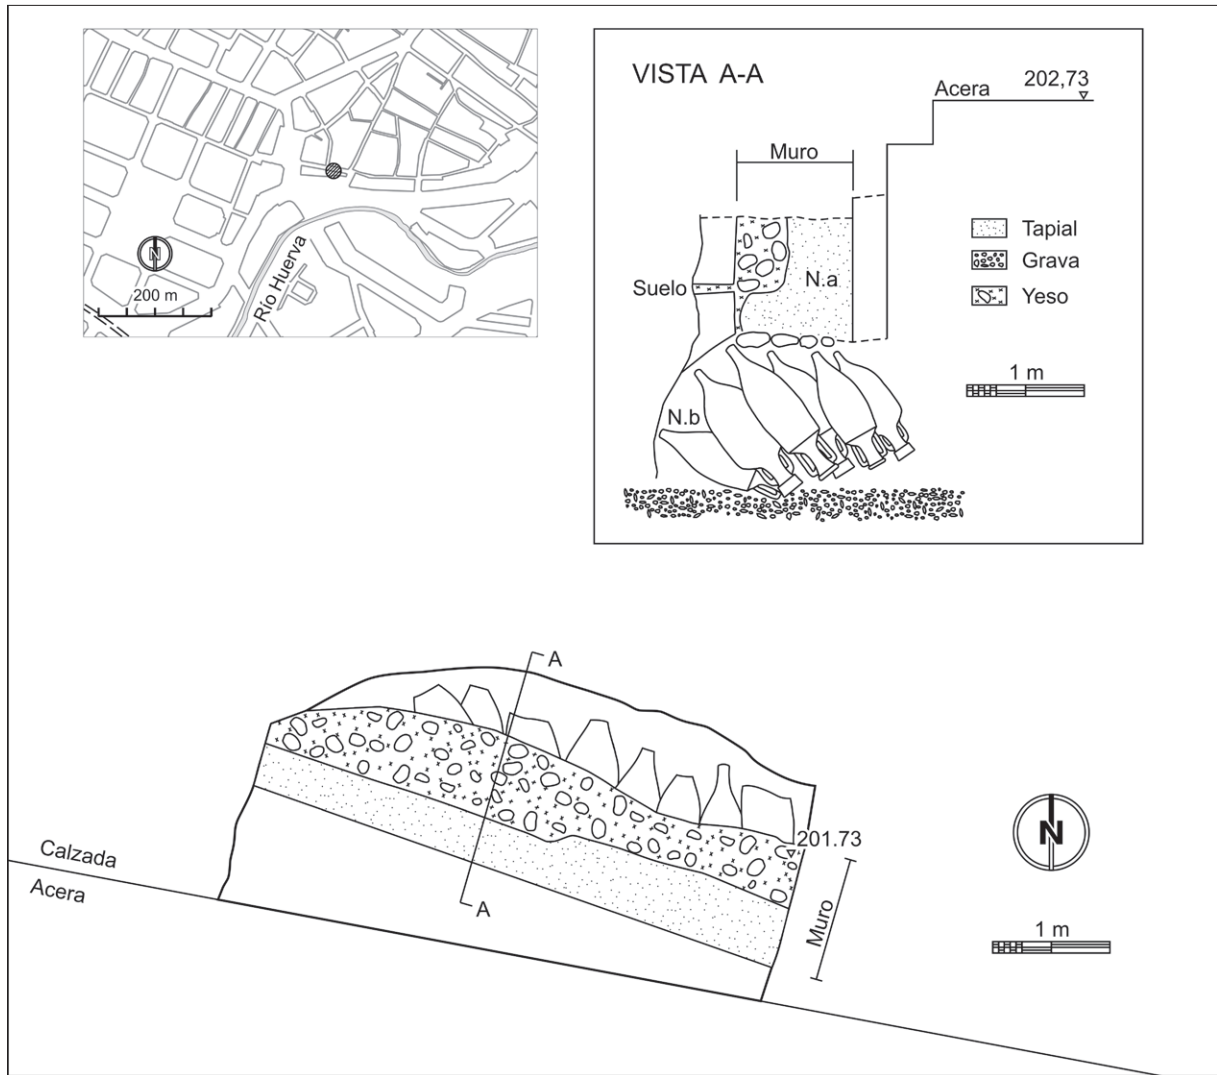 N
200 m
Río Huerva
VISTA A-A
Acera
202,73
Muro
Suelo
N.a
N.b
Tapial
Grava
Yeso
1 m
A
A
201.73
Calzada
Acera
Muro
N
1 m